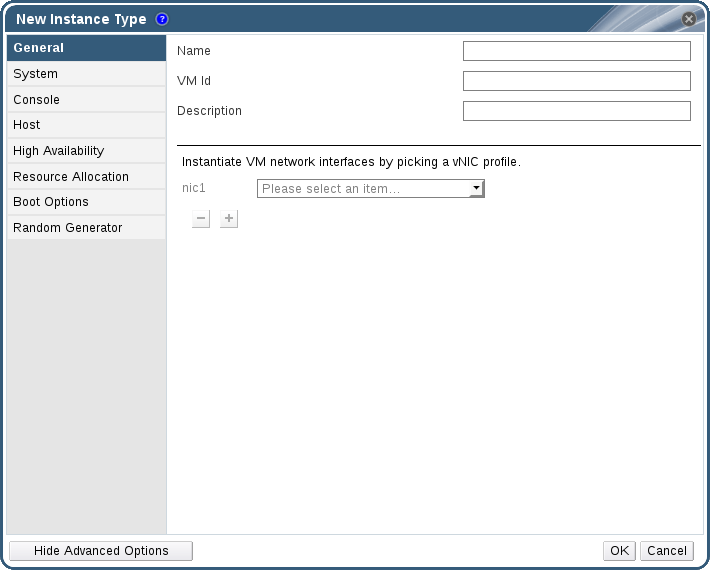 New Instance Type ?
General
System
Console
Host
High Availability
Resource Allocation
Boot Options
Random Generator
Name
VM Id
Description
Instantiate VM network interfaces by picking a vNIC profile.
nic1 Please select an item...
− +
Hide Advanced Options OK Cancel